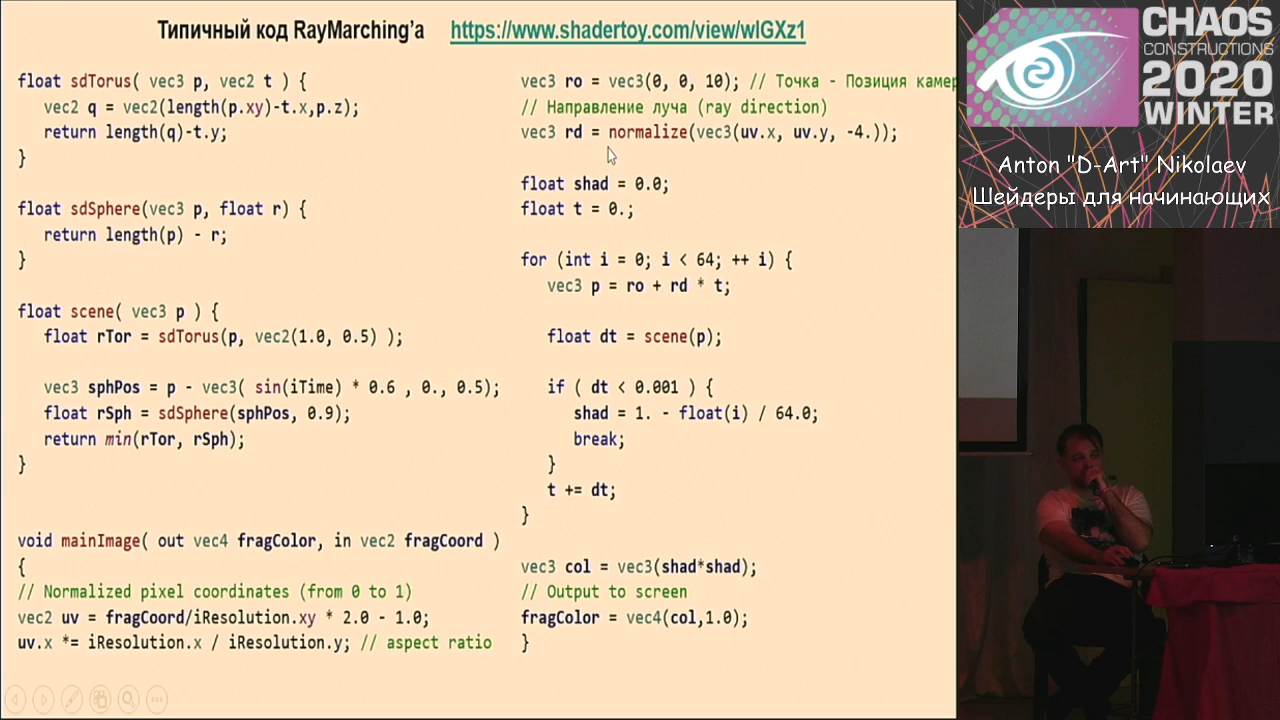 Типичный код RayMarching’a https://www.shadertoy.com/view/wlGXz1
float sdTorus( vec3 p, vec2 t ) {
vec2 q = vec2(length(p.xy)-t.x,p.z);
return length(q)-t.y;
}
float sdSphere(vec3 p, float r) {
return length(p) - r;
}
float scene( vec3 p ) {
float rTor = sdTorus(p, vec2(1.0, 0.5) );
vec3 sphPos = p - vec3( sin(iTime) * 0.6 , 0., 0.5);
float rSph = sdSphere(sphPos, 0.9);
return min(rTor, rSph);
}
void mainImage( out vec4 fragColor, in vec2 fragCoord )
{
// Normalized pixel coordinates (from 0 to 1)
vec2 uv = fragCoord/iResolution.xy * 2.0 - 1.0;
uv.x *= iResolution.x / iResolution.y; // aspect ratio
vec3 ro = vec3(0, 0, 10); // Точка - Позиция камер
// Направление луча (ray direction)
vec3 rd = normalize(vec3(uv.x, uv.y, -4.));
float shad = 0.0;
float t = 0.;
for (int i = 0; i < 64; ++ i) {
vec3 p = ro + rd * t;
float dt = scene(p);
if ( dt < 0.001 ) {
shad = 1. - float(i) / 64.0;
break;
}
t += dt;
}
vec3 col = vec3(shad*shad);
// Output to screen
fragColor = vec4(col,1.0);
}
CHAOS
CONSTRUCTIONS
2020
WINTER
Anton "D-Art" Nikolaev
Шейдеры для начинающих